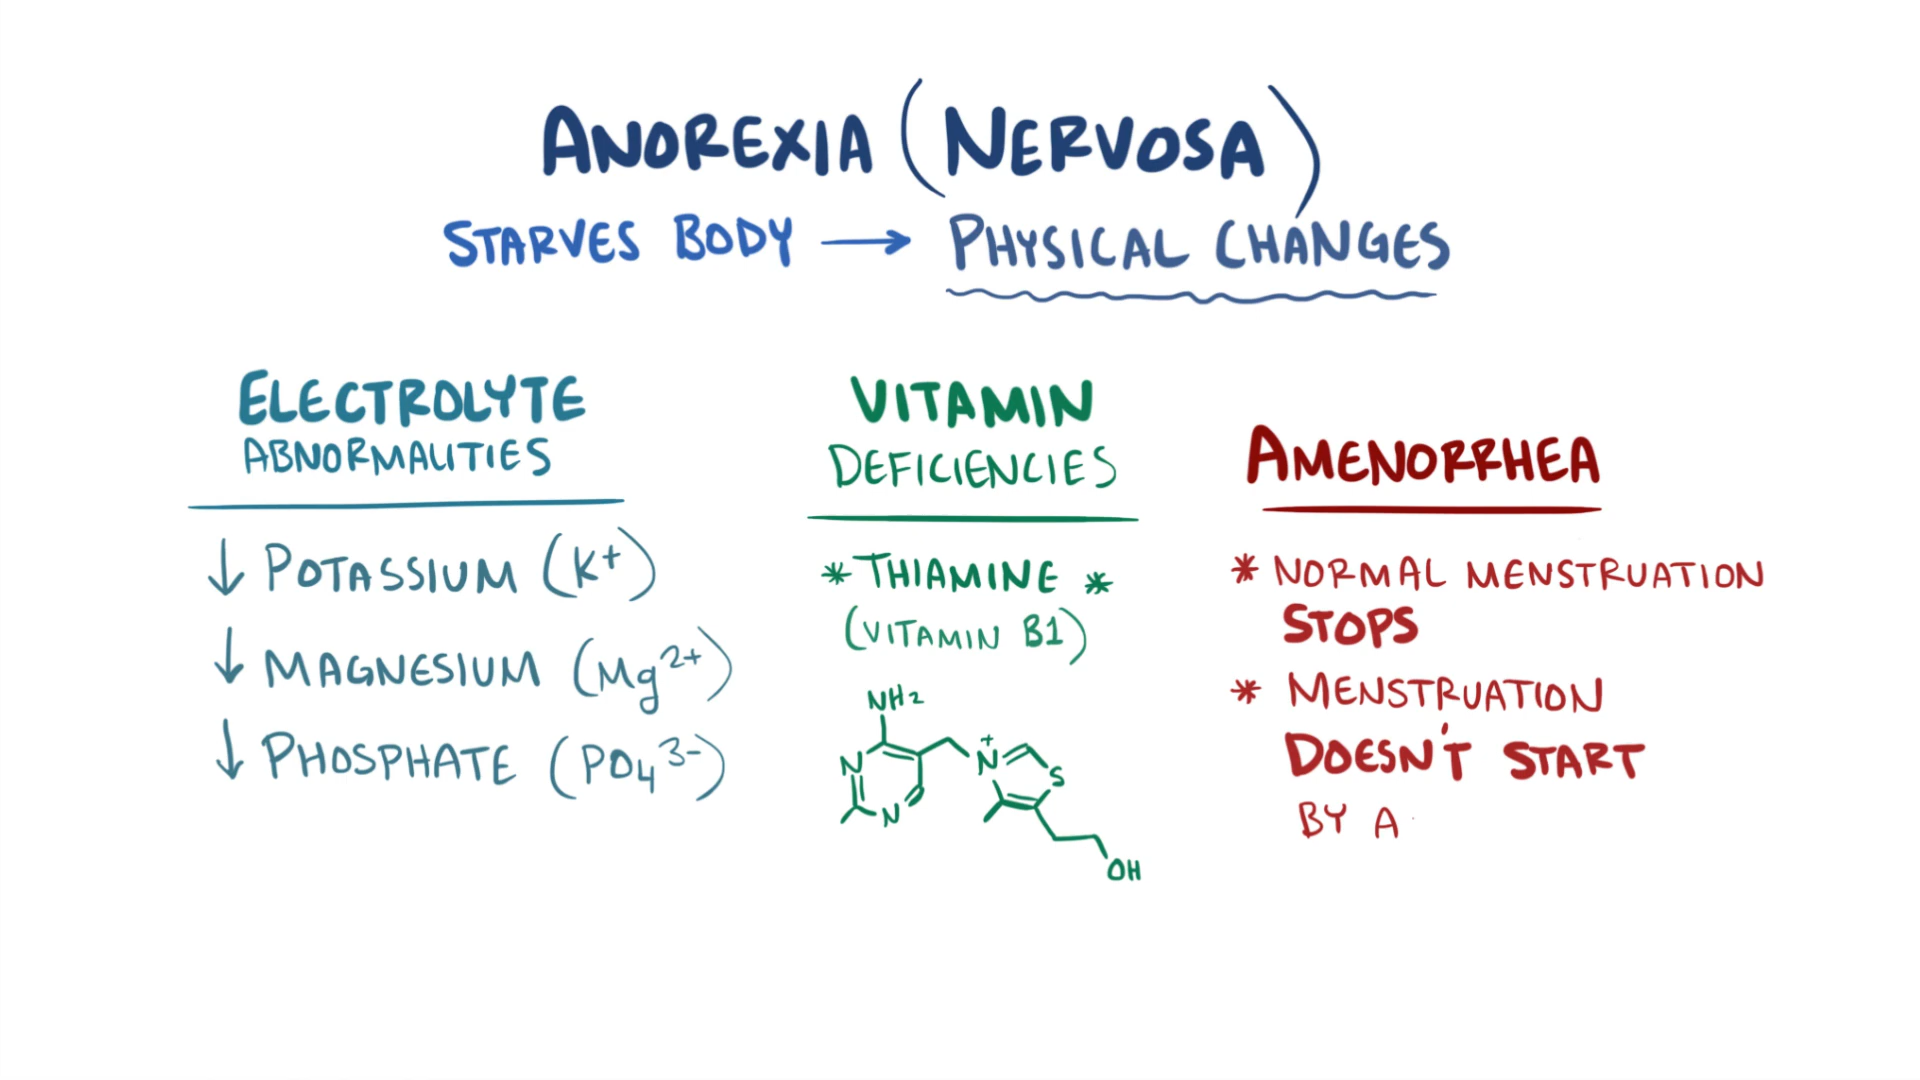 ANOREXIA (NERVOSA)
STARVES BODY → PHYSICAL CHANGES
ELECTROLYTE
ABNORMALITIES
↓ POTASSIUM (K⁺)
↓ MAGNESIUM (Mg²⁺)
↓ PHOSPHATE (PO₄³⁻)
VITAMIN
DEFICIENCIES
* THIAMINE *
(VITAMIN B1)
NH₂
N
N
N⁺
S
OH
AMENORRHEA
* NORMAL MENSTRUATION
STOPS
* MENSTRUATION
DOESN'T START
BY A